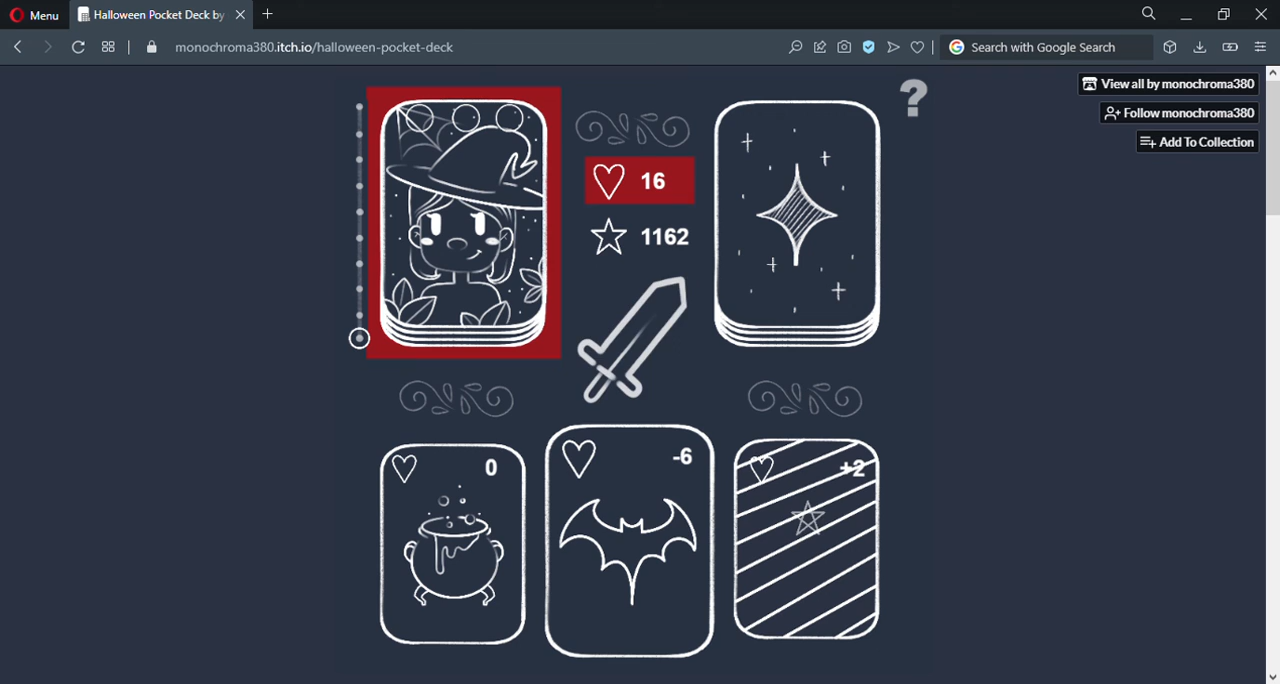 Menu
Halloween Pocket Deck by
monochroma380.itch.io/halloween-pocket-deck
Search with Google Search
View all by monochroma380
Follow monochroma380
Add To Collection
?
16
1162
0
-6
+2